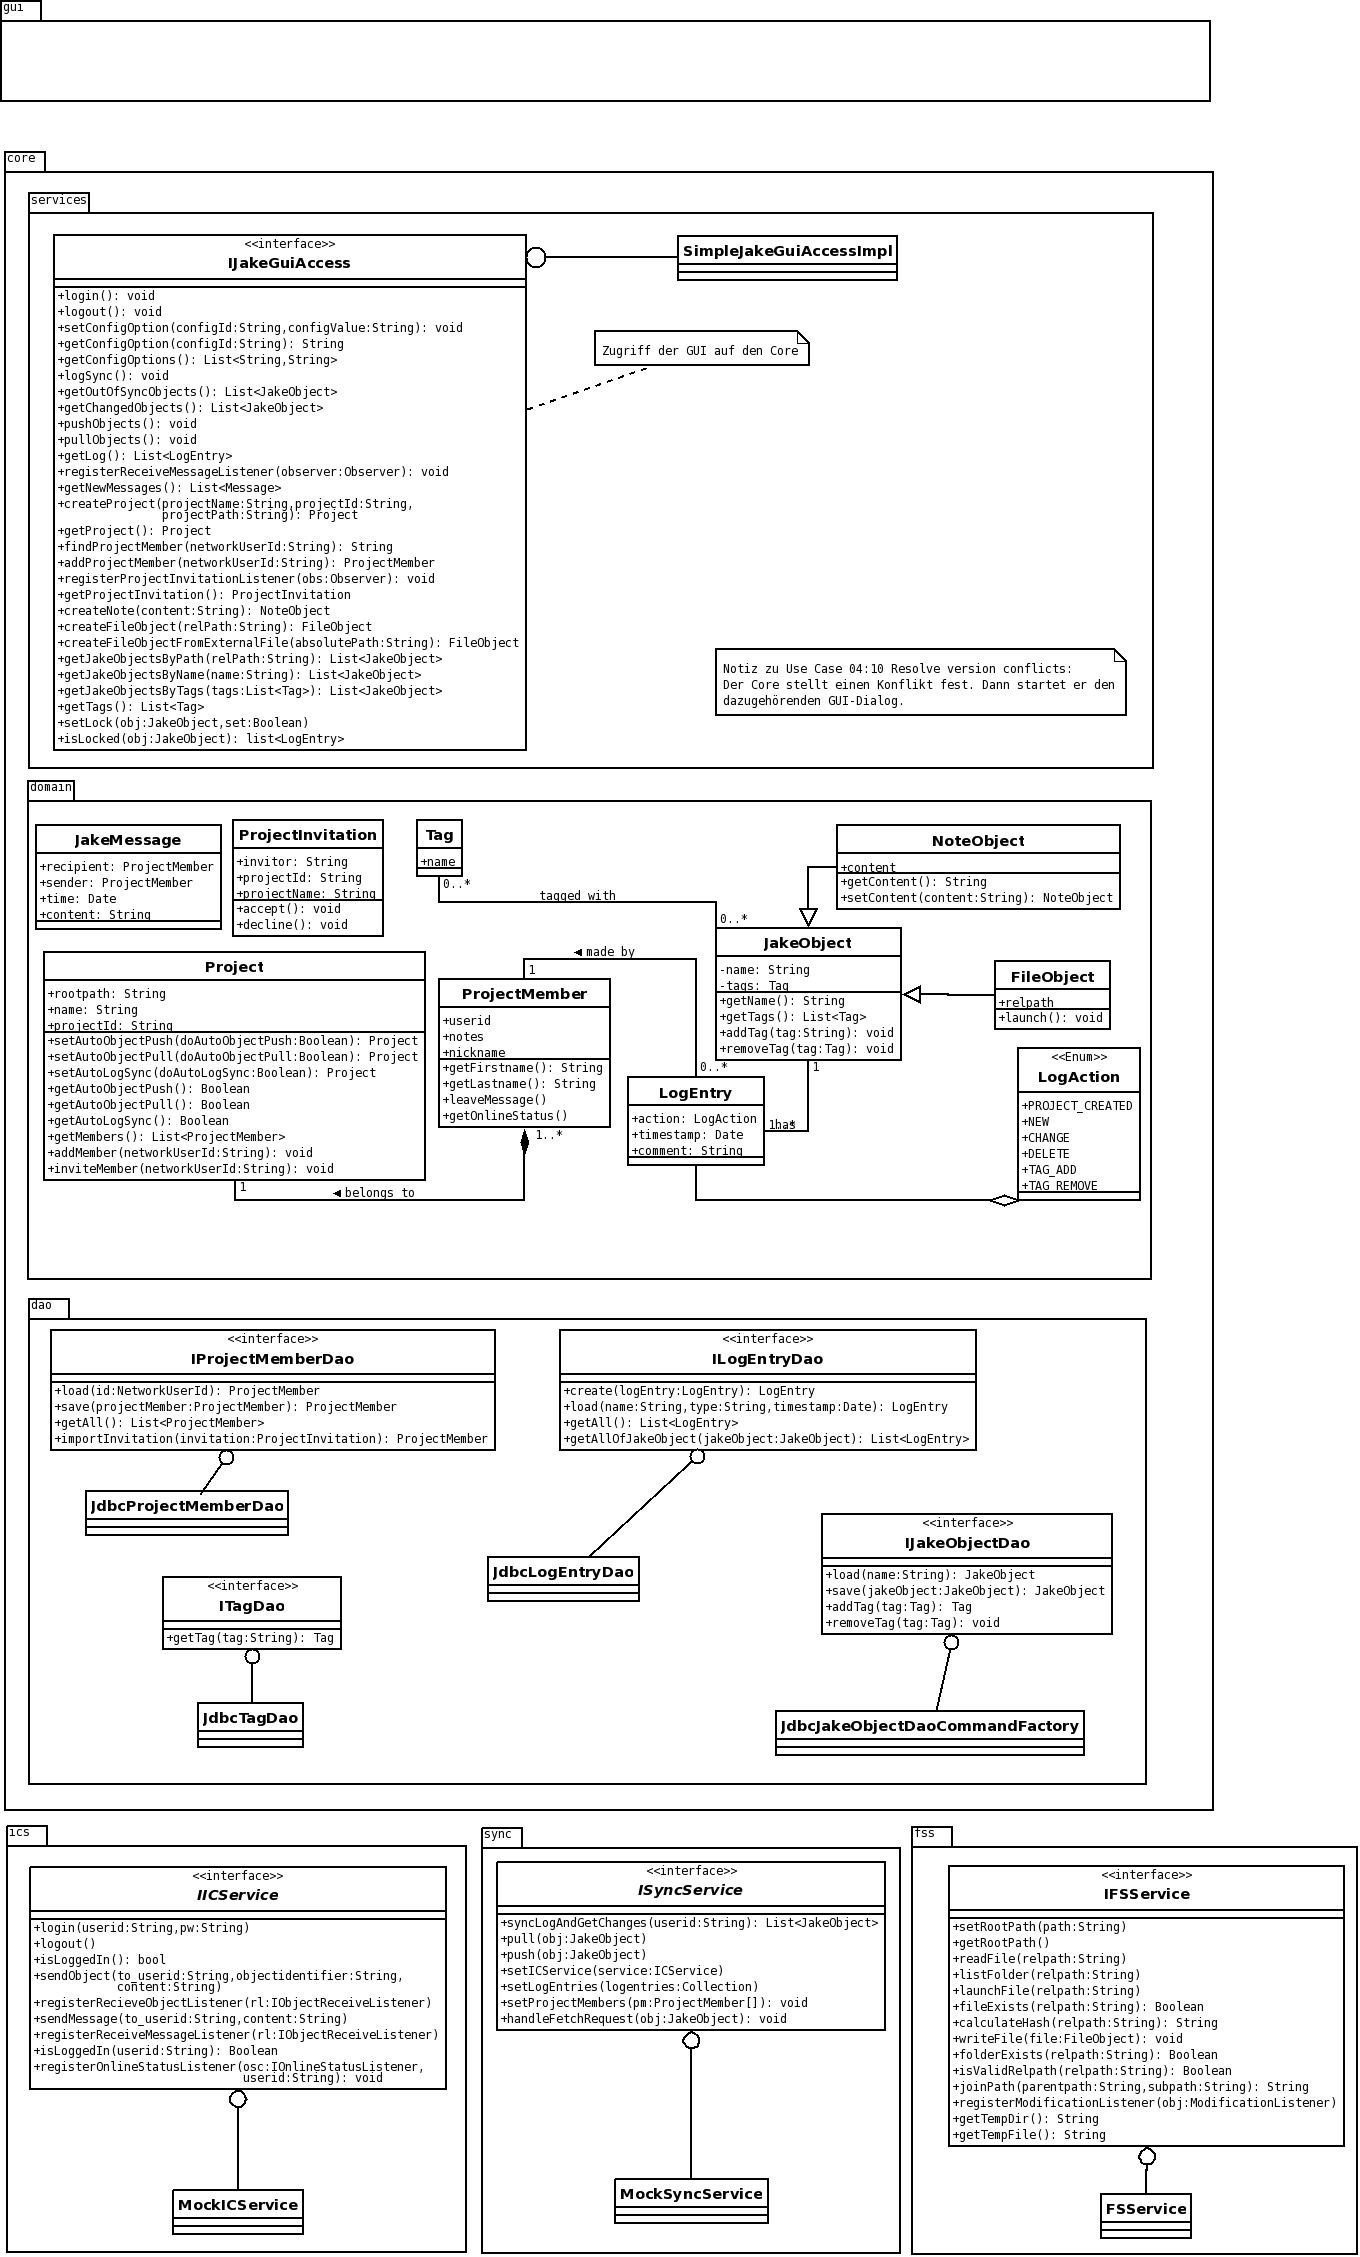 gui
core
services
<<interface>>
IJakeGuiAccess
+login(): void
+logout(): void
+setConfigOption(configId:String,configValue:String): void
+getConfigOption(configId:String): String
+getConfigOptions(): List<String,String>
+logSync(): void
+getOutOfSyncObjects(): List<JakeObject>
+getChangedObjects(): List<JakeObject>
+pushObjects(): void
+pullObjects(): void
+getLog(): List<LogEntry>
+registerReceiveMessageListener(observer:Observer): void
+getNewMessages(): List<Message>
+createProject(projectName:String,projectId:String,
projectPath:String): Project
+getProject(): Project
+findProjectMember(networkUserId:String): String
+addProjectMember(networkUserId:String): ProjectMember
+registerProjectInvitationListener(obs:Observer): void
+getProjectInvitation(): ProjectInvitation
+createNote(content:String): NoteObject
+createFileObject(relPath:String): FileObject
+createFileObjectFromExternalFile(absolutePath:String): FileObject
+getJakeObjectsByPath(relPath:String): List<JakeObject>
+getJakeObjectsByName(name:String): List<JakeObject>
+getJakeObjectsByTags(tags:List<Tag>): List<JakeObject>
+getTags(): List<Tag>
+setLock(obj:JakeObject,set:Boolean)
+isLocked(obj:JakeObject): list<LogEntry>
SimpleJakeGuiAccessImpl
Zugriff der GUI auf den Core
Notiz zu Use Case 04:10 Resolve version conflicts:
Der Core stellt einen Konflikt fest. Dann startet er den
dazugehörenden GUI-Dialog.
domain
JakeMessage
+recipient: ProjectMember
+sender: ProjectMember
+time: Date
+content: String
ProjectInvitation
+invitor: String
+projectId: String
+projectName: String
+accept(): void
+decline(): void
Tag
+name
0..*
tagged with
0..*
NoteObject
+content
+getContent(): String
+setContent(content:String): NoteObject
JakeObject
-name: String
-tags: Tag
+getName(): String
+getTags(): List<Tag>
+addTag(tag:String): void
+removeTag(tag:Tag): void
FileObject
+relpath
+launch(): void
Project
+rootpath: String
+name: String
+projectId: String
+setAutoObjectPush(doAutoObjectPush:Boolean): Project
+setAutoObjectPull(doAutoObjectPull:Boolean): Project
+setAutoLogSync(doAutoLogSync:Boolean): Project
+getAutoObjectPush(): Boolean
+getAutoObjectPull(): Boolean
+getAutoLogSync(): Boolean
+getMembers(): List<ProjectMember>
+addMember(networkUserId:String): void
+inviteMember(networkUserId:String): void
◄ made by
1
ProjectMember
+userid
+notes
+nickname
+getFirstname(): String
+getLastname(): String
+leaveMessage()
+getOnlineStatus()
1..*
1
◄ belongs to
0..*
1
LogEntry
+action: LogAction
+timestamp: Date
+comment: String
1..*
has
<<Enum>>
LogAction
+PROJECT_CREATED
+NEW
+CHANGE
+DELETE
+TAG_ADD
+TAG_REMOVE
dao
<<interface>>
IProjectMemberDao
+load(id:NetworkUserId): ProjectMember
+save(projectMember:ProjectMember): ProjectMember
+getAll(): List<ProjectMember>
+importInvitation(invitation:ProjectInvitation): ProjectMember
JdbcProjectMemberDao
<<interface>>
ILogEntryDao
+create(logEntry:LogEntry): LogEntry
+load(name:String,type:String,timestamp:Date): LogEntry
+getAll(): List<LogEntry>
+getAllOfJakeObject(jakeObject:JakeObject): List<LogEntry>
JdbcLogEntryDao
<<interface>>
IJakeObjectDao
+load(name:String): JakeObject
+save(jakeObject:JakeObject): JakeObject
+addTag(tag:Tag): Tag
+removeTag(tag:Tag): void
JdbcJakeObjectDaoCommandFactory
<<interface>>
ITagDao
+getTag(tag:String): Tag
JdbcTagDao
ics
<<interface>>
IICService
+login(userid:String,pw:String)
+logout()
+isLoggedIn(): bool
+sendObject(to_userid:String,objectidentifier:String,
content:String)
+registerRecieveObjectListener(rl:IObjectReceiveListener)
+sendMessage(to_userid:String,content:String)
+registerReceiveMessageListener(rl:IObjectReceiveListener)
+isLoggedIn(userid:String): Boolean
+registerOnlineStatusListener(osc:IOnlineStatusListener,
userid:String): void
MockICService
sync
<<interface>>
ISyncService
+syncLogAndGetChanges(userid:String): List<JakeObject>
+pull(obj:JakeObject)
+push(obj:JakeObject)
+setICService(service:ICService)
+setLogEntries(logentries:Collection)
+setProjectMembers(pm:ProjectMember[]): void
+handleFetchRequest(obj:JakeObject): void
MockSyncService
fss
<<interface>>
IFSService
+setRootPath(path:String)
+getRootPath()
+readFile(relpath:String)
+listFolder(relpath:String)
+launchFile(relpath:String)
+fileExists(relpath:String): Boolean
+calculateHash(relpath:String): String
+writeFile(file:FileObject): void
+folderExists(relpath:String): Boolean
+isValidRelpath(relpath:String): Boolean
+joinPath(parentpath:String,subpath:String): String
+registerModificationListener(obj:ModificationListener)
+getTempDir(): String
+getTempFile(): String
FSService